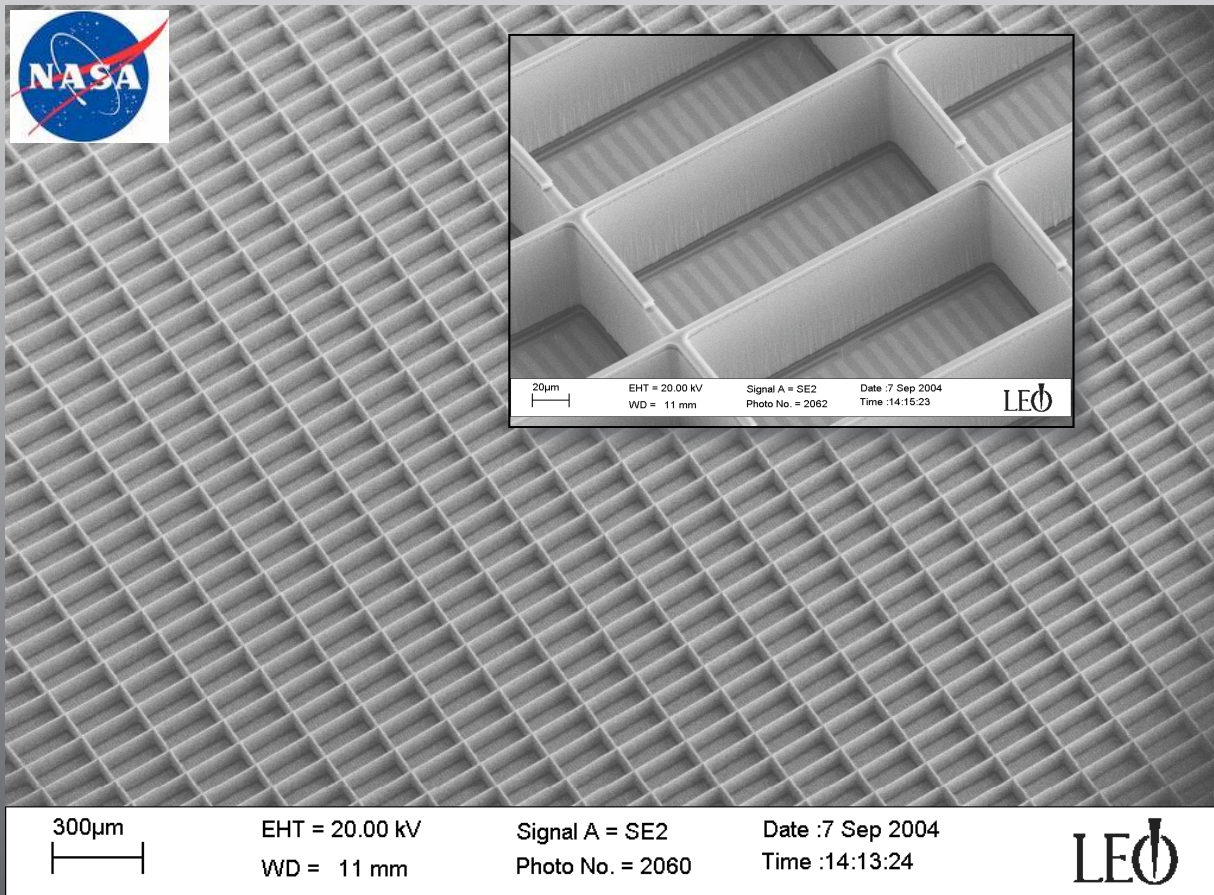 NASA
20µm
EHT = 20.00 kV
Signal A = SE2
Date :7 Sep 2004
WD = 11 mm
Photo No. = 2062
Time :14:15:23
LEO
300µm
EHT = 20.00 kV
Signal A = SE2
Date :7 Sep 2004
WD = 11 mm
Photo No. = 2060
Time :14:13:24
LEO